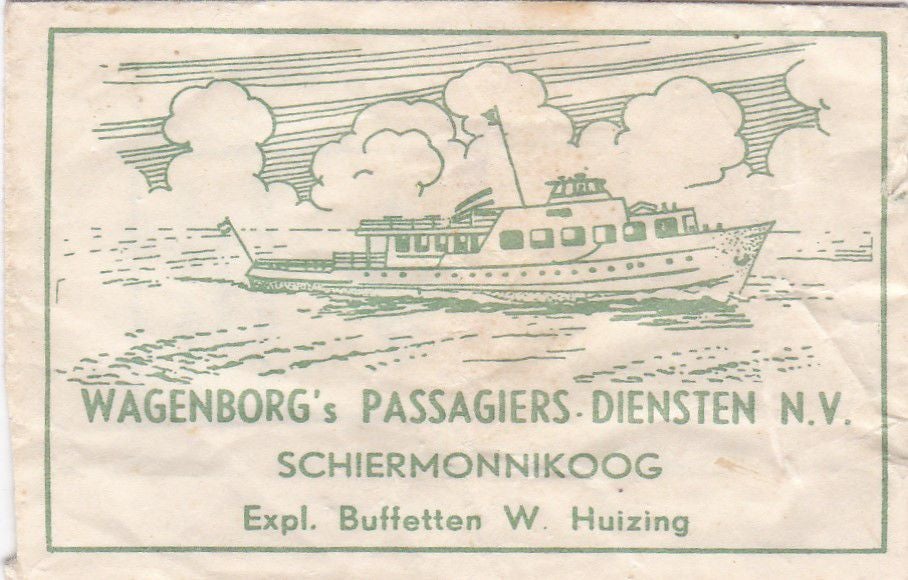 WAGENBORG's PASSAGIERS-DIENSTEN N.V.
SCHIERMONNIKOOG
Expl. Buffetten W. Huizing